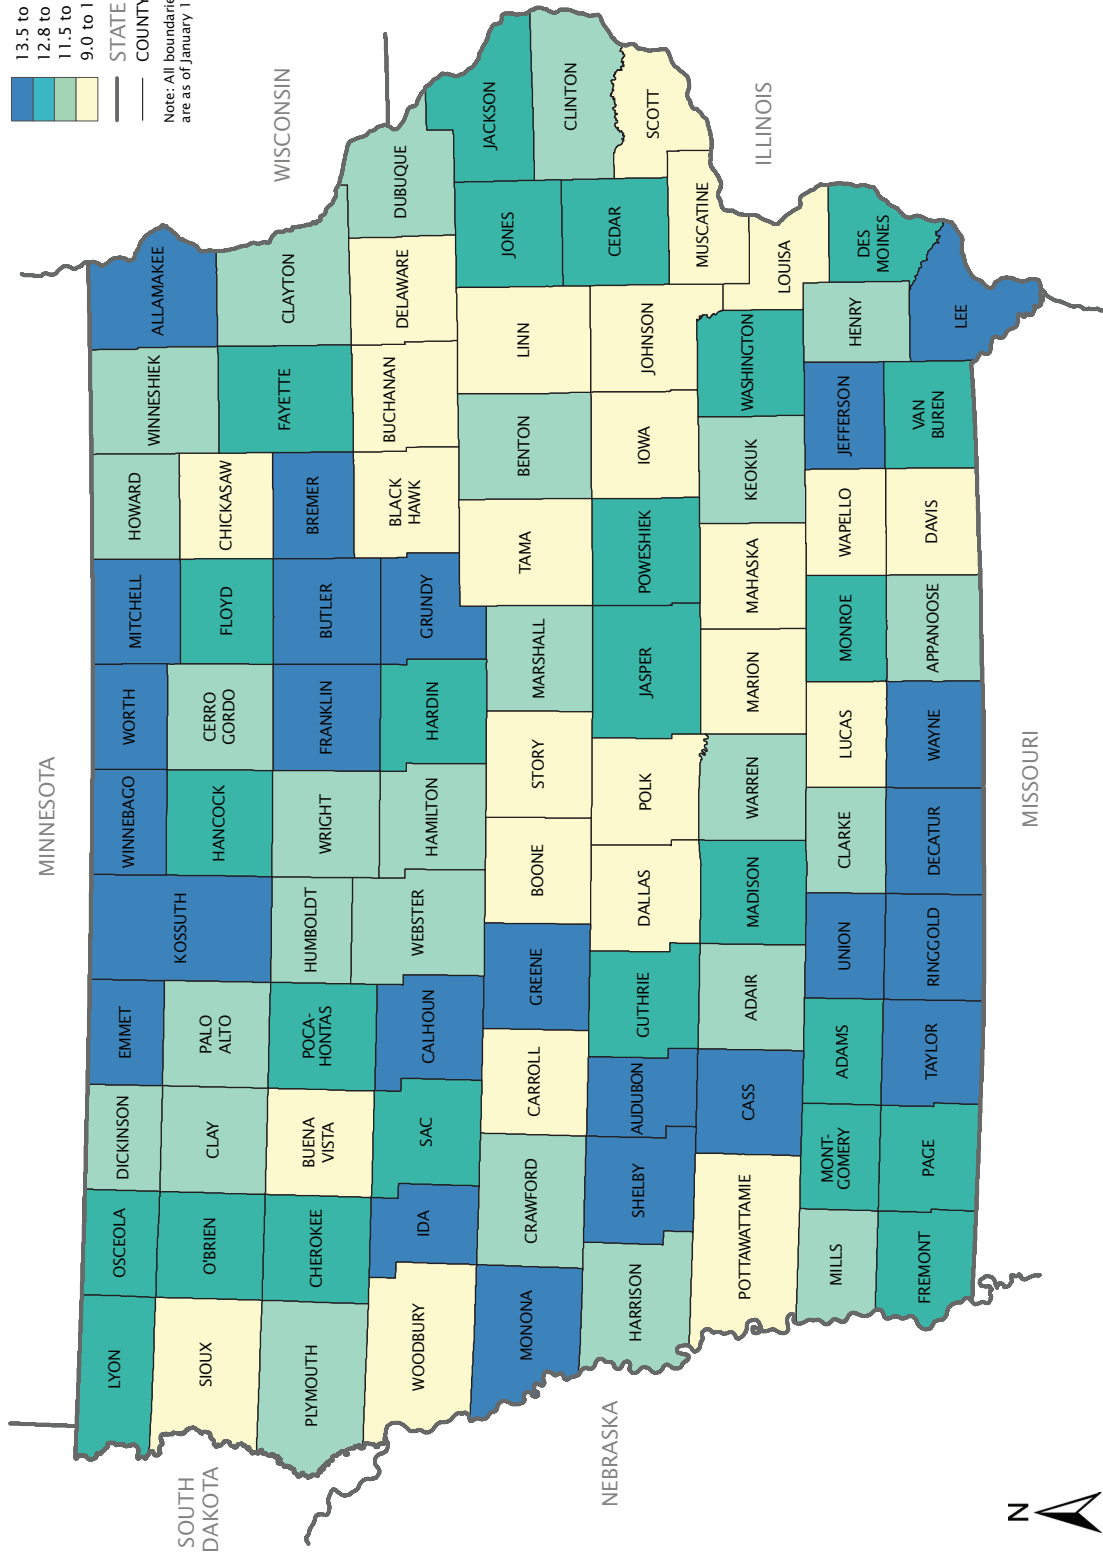 13.5 to
12.8 to
11.5 to
9.0 to 1
STATE
COUNTY
Note: All boundarie
are as of January 1
MINNESOTA
WISCONSIN
ILLINOIS
MISSOURI
NEBRASKA
SOUTH
DAKOTA
LYON
OSCEOLA
DICKINSON
EMMET
KOSSUTH
WINNEBAGO
WORTH
MITCHELL
HOWARD
WINNESHIEK
ALLAMAKEE
SIOUX
O'BRIEN
CLAY
PALO
ALTO
HANCOCK
CERRO
GORDO
FLOYD
CHICKASAW
FAYETTE
CLAYTON
PLYMOUTH
CHEROKEE
BUENA
VISTA
POCA-
HONTAS
HUMBOLDT
WRIGHT
FRANKLIN
BUTLER
BREMER
WOODBURY
IDA
SAC
CALHOUN
WEBSTER
HAMILTON
HARDIN
GRUNDY
BLACK
HAWK
BUCHANAN
DELAWARE
DUBUQUE
MONONA
CRAWFORD
CARROLL
GREENE
BOONE
STORY
MARSHALL
TAMA
BENTON
LINN
JONES
JACKSON
HARRISON
SHELBY
AUDUBON
GUTHRIE
DALLAS
POLK
JASPER
POWESHIEK
IOWA
JOHNSON
CEDAR
CLINTON
SCOTT
POTTAWATTAMIE
CASS
ADAIR
MADISON
WARREN
MARION
MAHASKA
KEOKUK
WASHINGTON
MUSCATINE
LOUISA
MILLS
MONT-
GOMERY
ADAMS
UNION
CLARKE
LUCAS
MONROE
WAPELLO
JEFFERSON
HENRY
DES
MOINES
FREMONT
PAGE
TAYLOR
RINGGOLD
DECATUR
WAYNE
APPANOOSE
DAVIS
VAN
BUREN
LEE
N